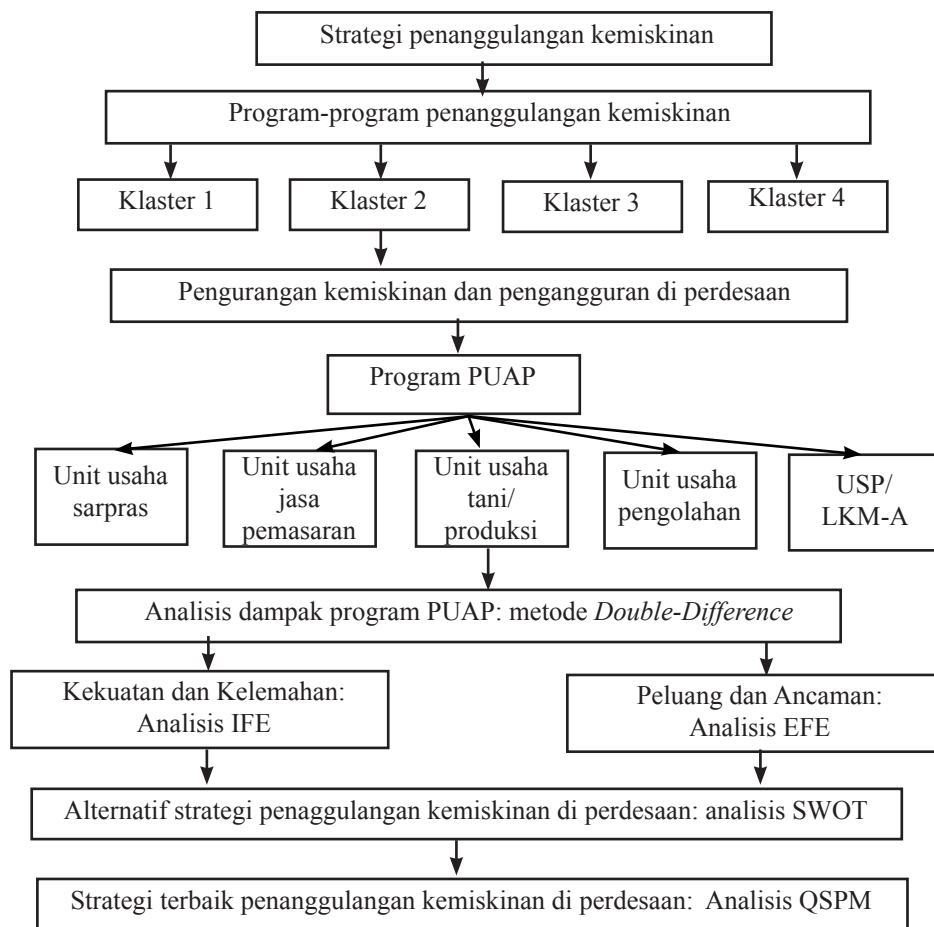 Strategi penanggulangan kemiskinan
Program-program penanggulangan kemiskinan
Klaster 1
Klaster 2
Klaster 3
Klaster 4
Pengurangan kemiskinan dan pengangguran di perdesaan
Program PUAP
Unit usaha
sarpras
Unit usaha
jasa
pemasaran
Unit usaha
tani/
produksi
Unit usaha
pengolahan
USP/
LKM-A
Analisis dampak program PUAP: metode Double-Difference
Kekuatan dan Kelemahan:
Analisis IFE
Peluang dan Ancaman:
Analisis EFE
Alternatif strategi penaggulangan kemiskinan di perdesaan: analisis SWOT
Strategi terbaik penanggulangan kemiskinan di perdesaan: Analisis QSPM